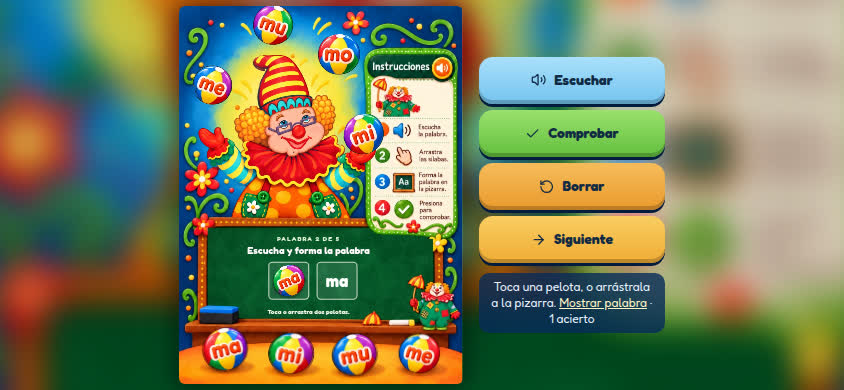 mu
mo
me
mi
Instrucciones
Escucha
la palabra.
2
Arrastra
las sílabas.
3
Aa
Forma la
palabra en
la pizarra.
4
Presiona
para
comprobar.
PALABRA 2 DE 5
Escucha y forma la palabra
ma
ma
Toca o arrastra dos pelotas.
ma
mi
mu
me
Escuchar
Comprobar
Borrar
Siguiente
Toca una pelota, o arrástrala
a la pizarra. Mostrar palabra ·
1 acierto